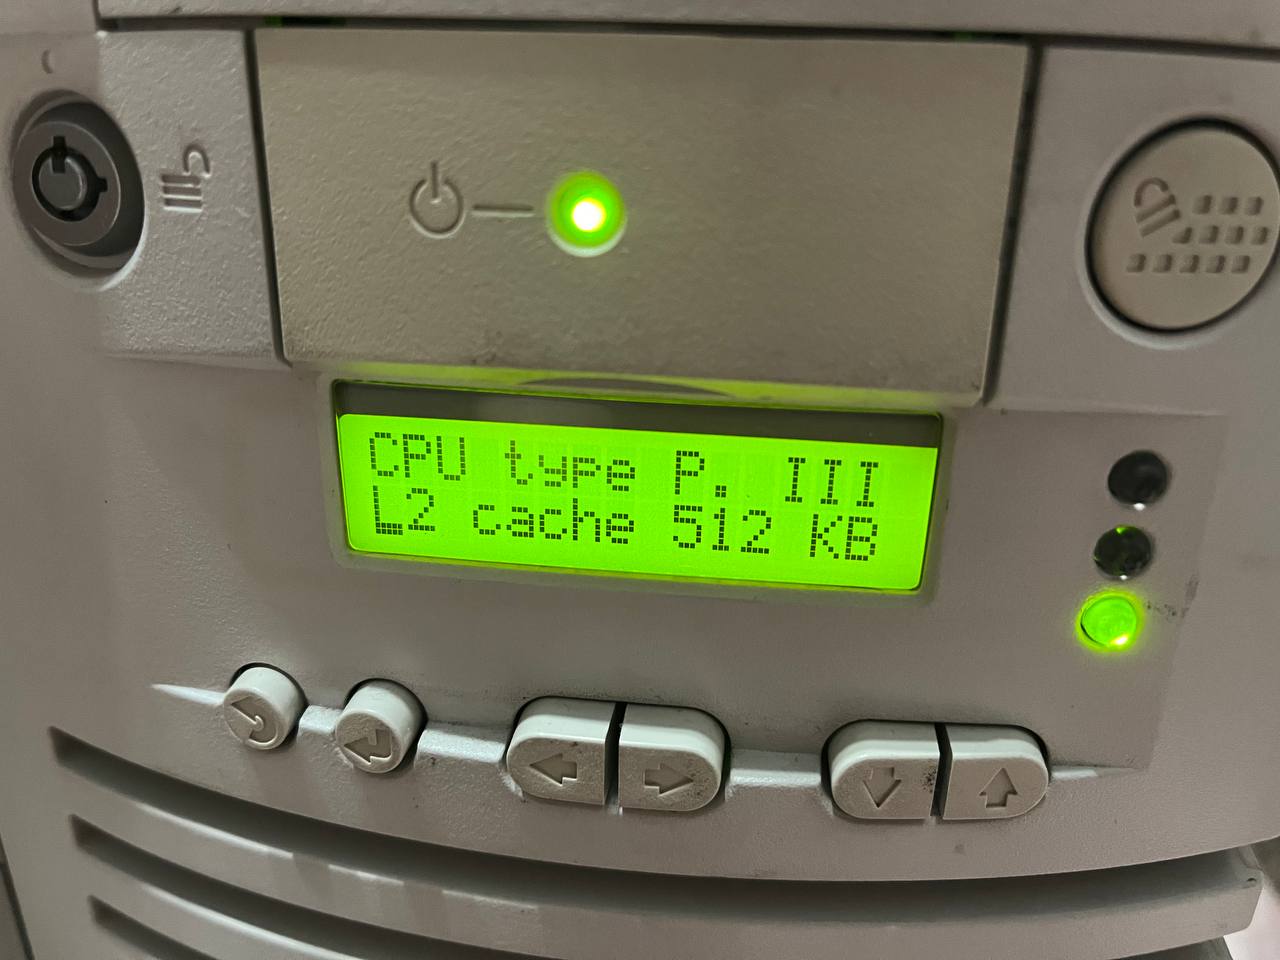 CPU type P. III
L2 cache 512 KB